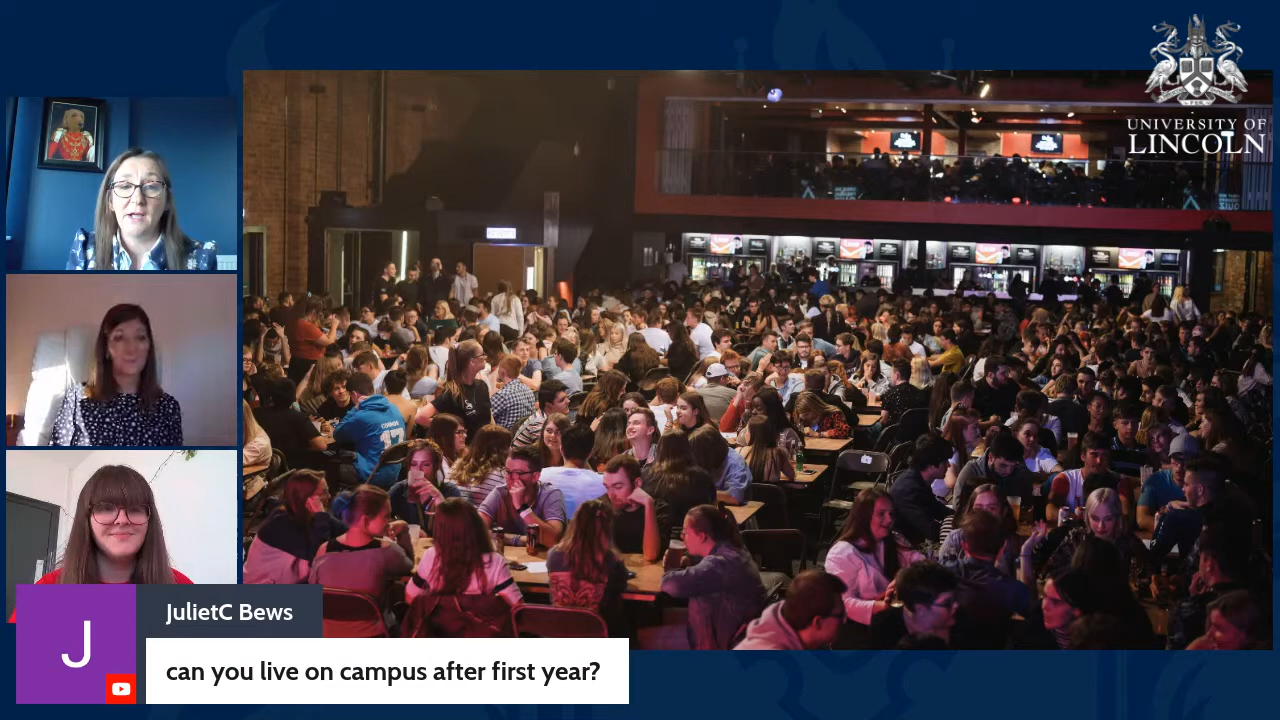 UNIVERSITY OF
LINCOLN
JulietC Bews
J
can you live on campus after first year?